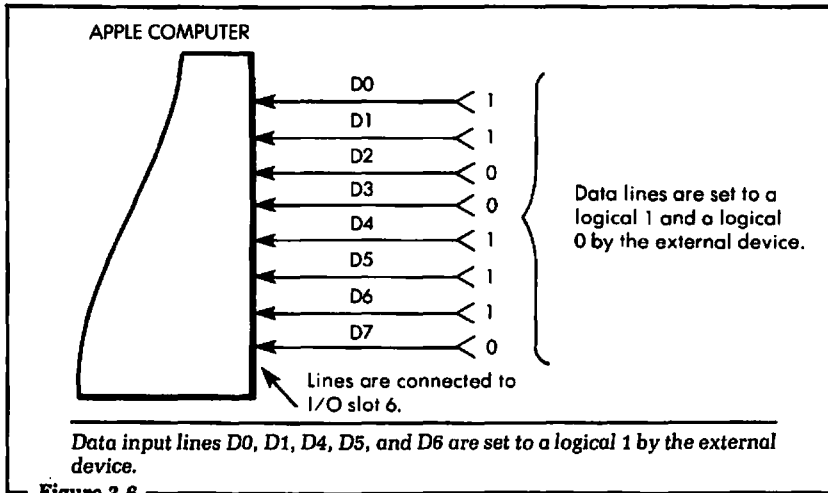 APPLE COMPUTER
D0
1
D1
1
D2
0
D3
0
D4
1
D5
1
D6
1
D7
0
Data lines are set to a
logical 1 and a logical
0 by the external device.
Lines are connected to
I/O slot 6.
Data input lines D0, D1, D4, D5, and D6 are set to a logical 1 by the external
device.